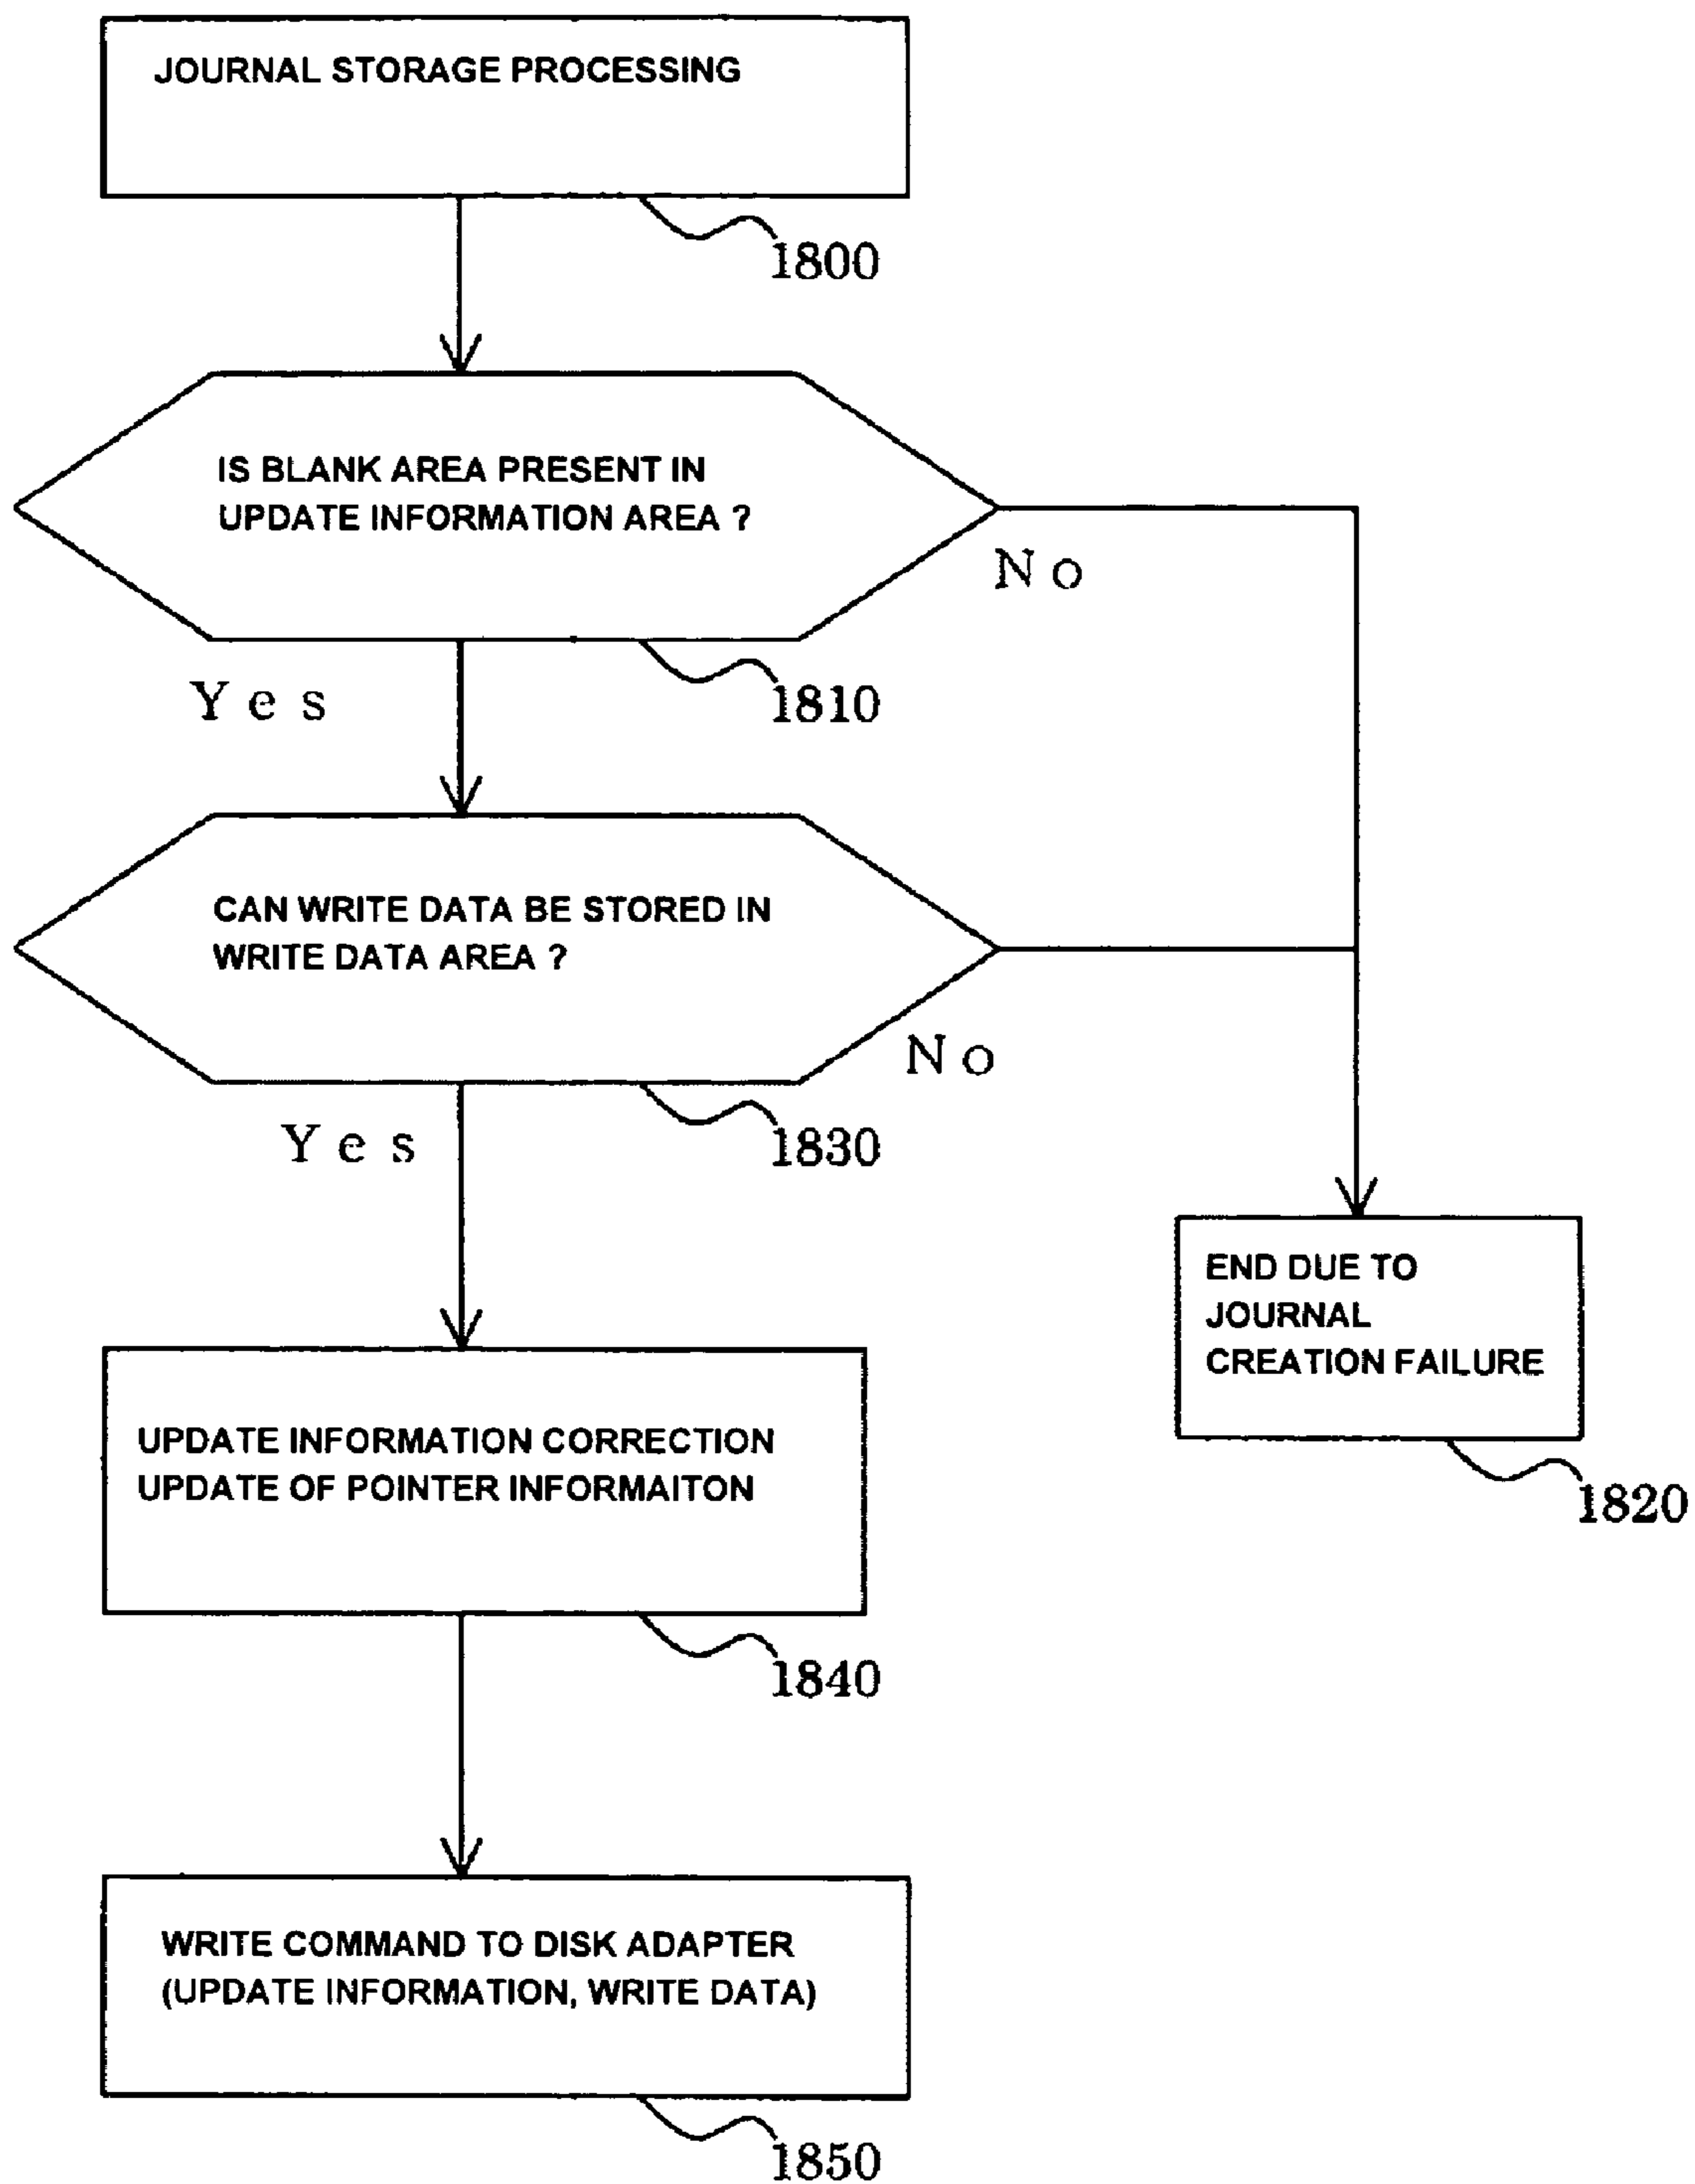 JOURNAL STORAGE PROCESSING
1800
IS BLANK AREA PRESENT IN
UPDATE INFORMATION AREA ?
No
Yes
1810
CAN WRITE DATA BE STORED IN
WRITE DATA AREA ?
No
Yes
1830
END DUE TO
JOURNAL
CREATION FAILURE
1820
UPDATE INFORMATION CORRECTION
UPDATE OF POINTER INFORMAITON
1840
WRITE COMMAND TO DISK ADAPTER
(UPDATE INFORMATION, WRITE DATA)
1850